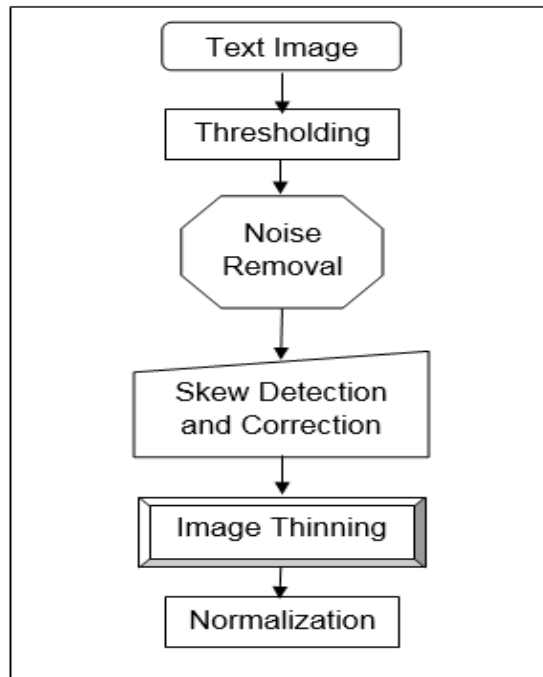 Text Image
Thresholding
Noise
Removal
Skew Detection
and Correction
Image Thinning
Normalization